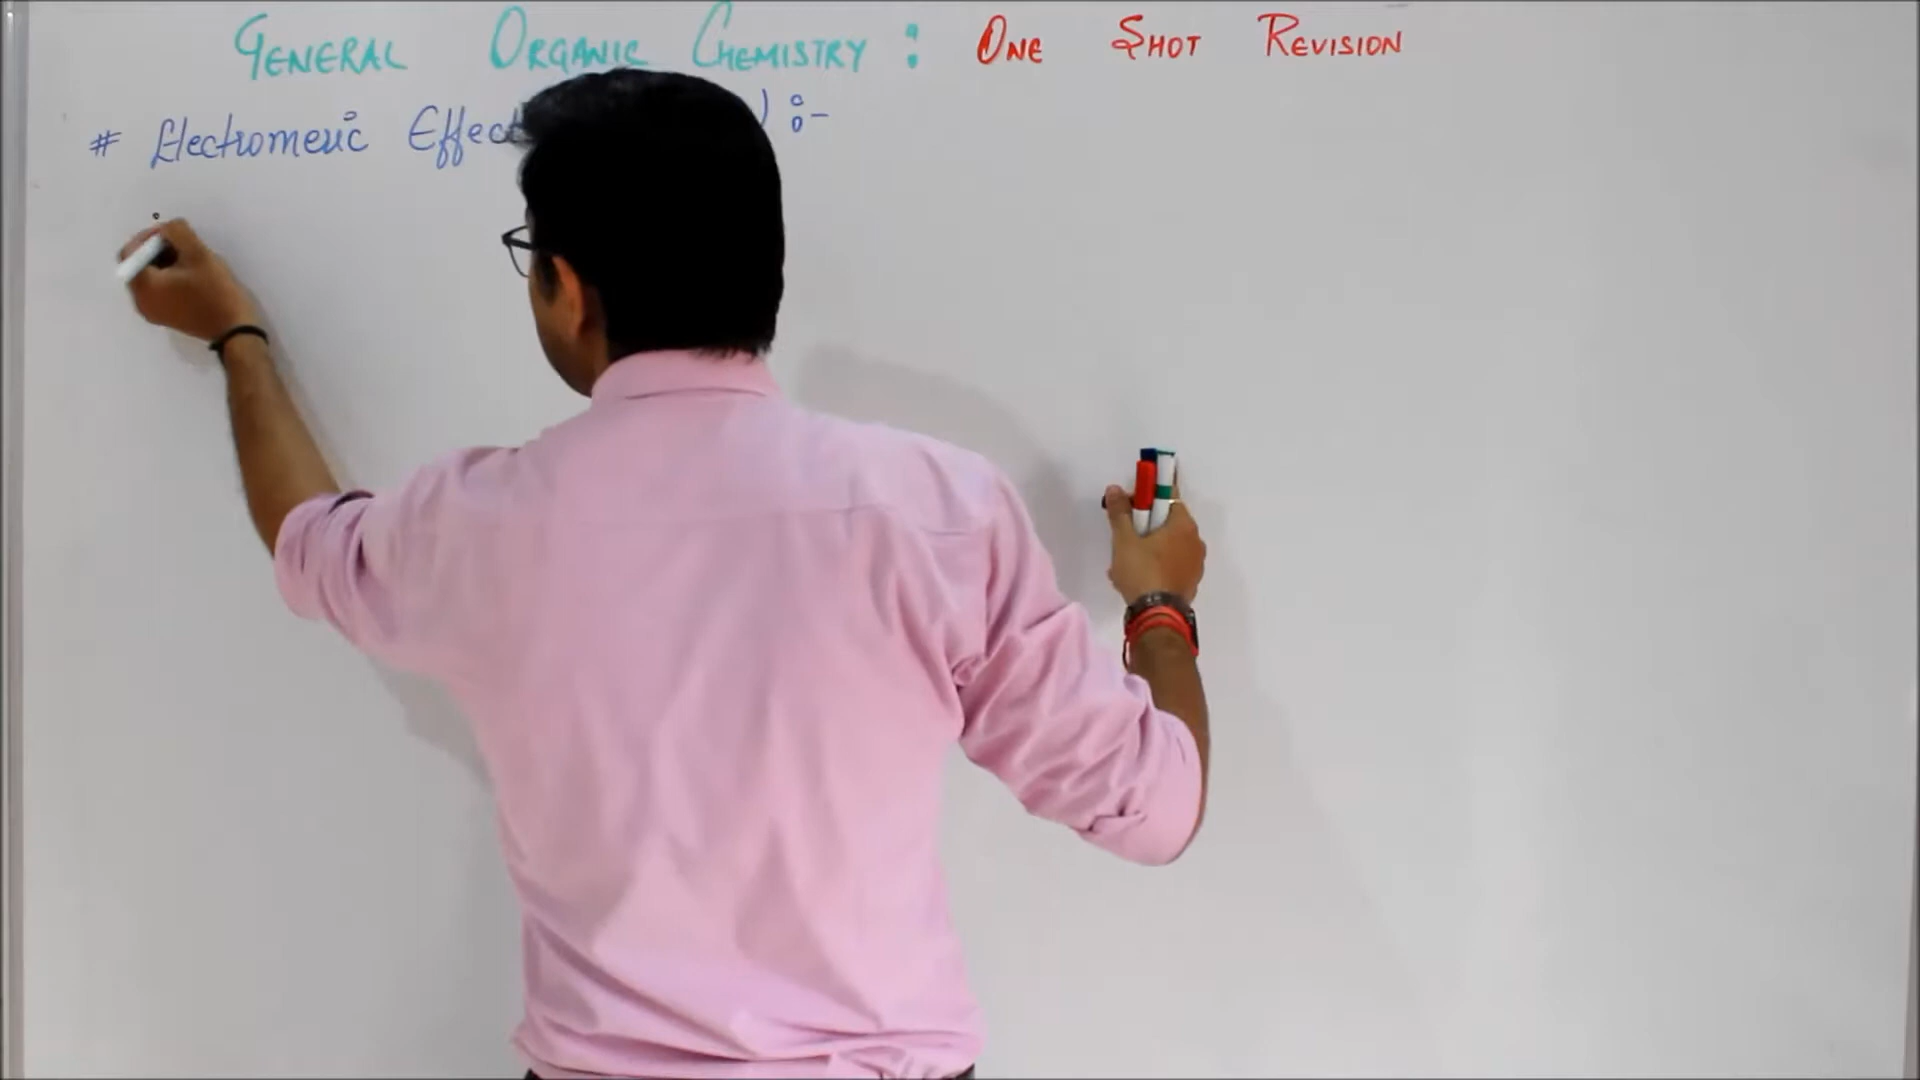 GENERAL ORGANIC CHEMISTRY : ONE SHOT REVISION
# Electromeric Effect ) :-